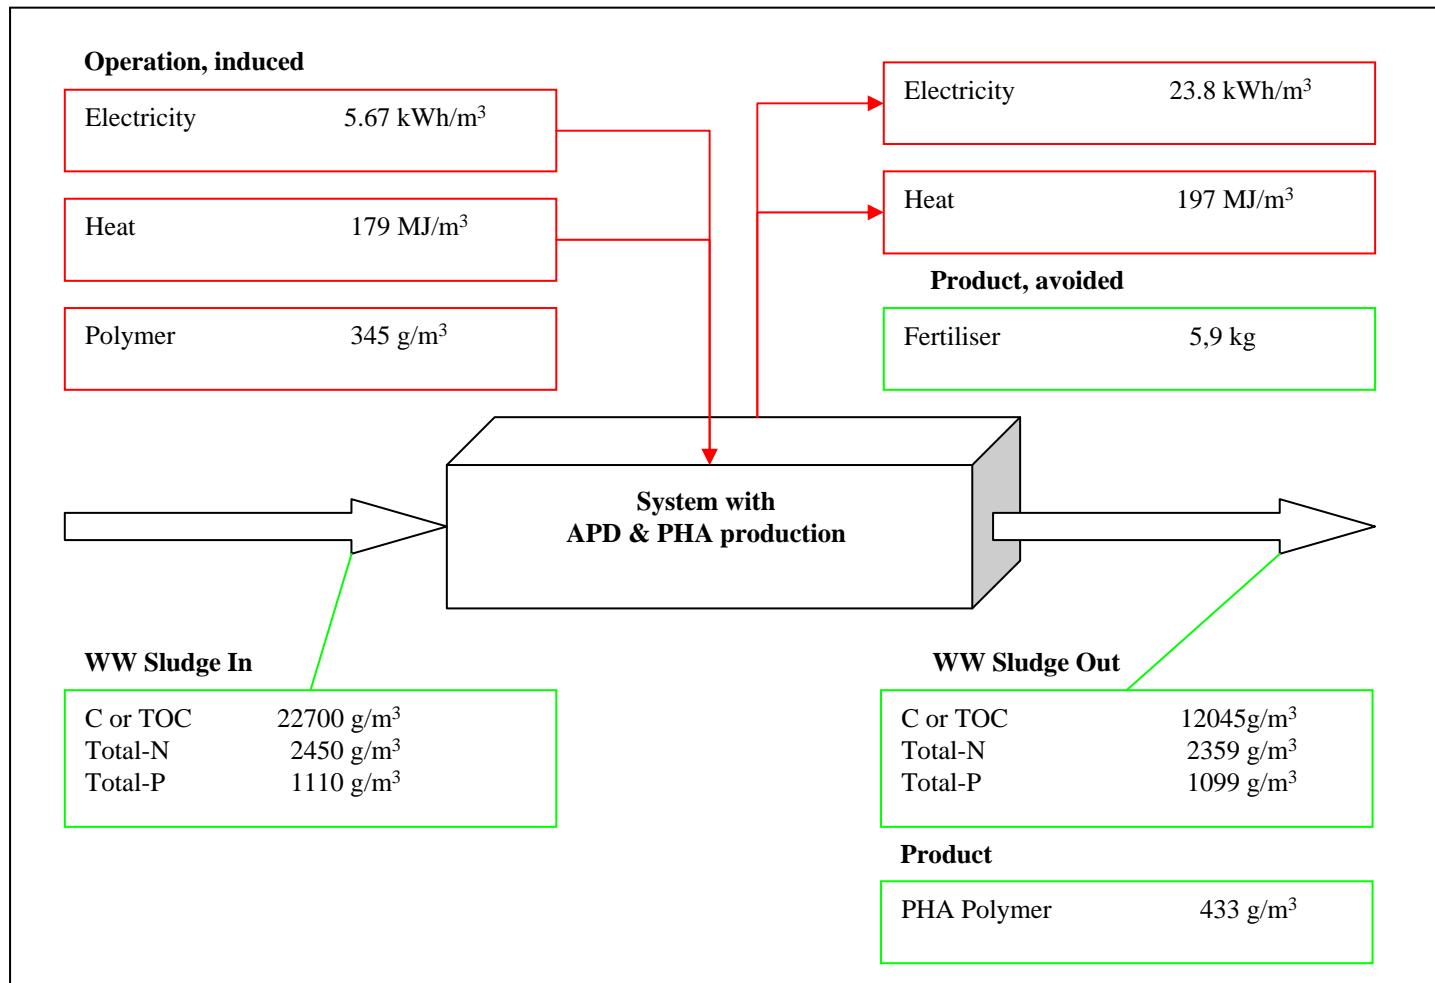 Operation, induced
Electricity 5.67 kWh/m³
Heat 179 MJ/m³
Polymer 345 g/m³
Electricity 23.8 kWh/m³
Heat 197 MJ/m³
Product, avoided
Fertiliser 5,9 kg
System with
APD & PHA production
WW Sludge In
C or TOC 22700 g/m³
Total-N 2450 g/m³
Total-P 1110 g/m³
WW Sludge Out
C or TOC 12045g/m³
Total-N 2359 g/m³
Total-P 1099 g/m³
Product
PHA Polymer 433 g/m³